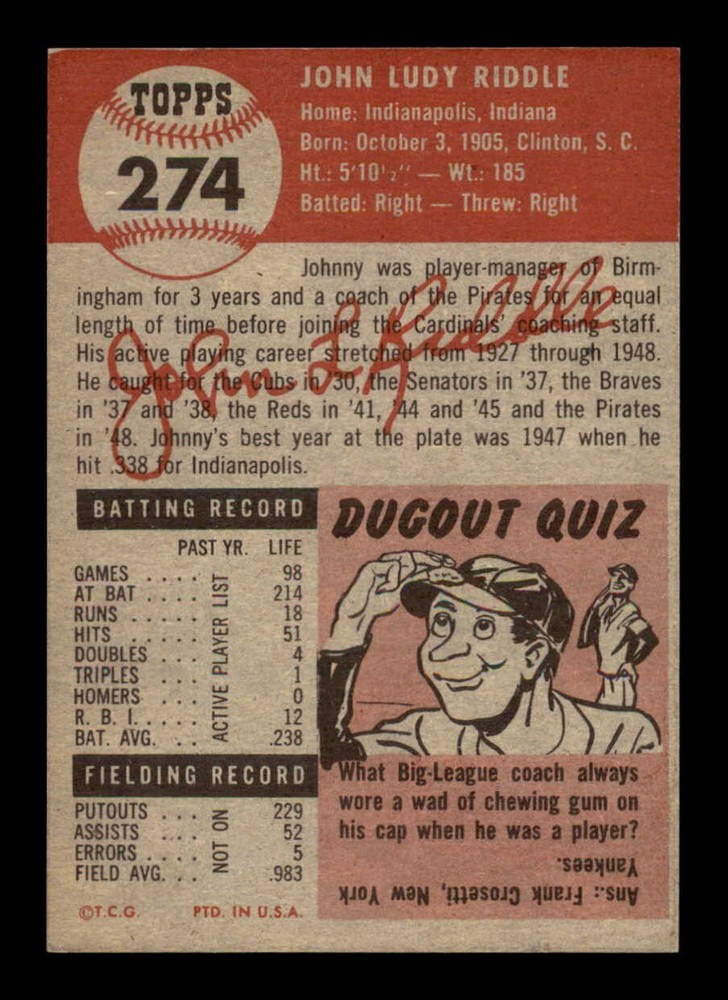 TOPPS
274
JOHN LUDY RIDDLE
Home: Indianapolis, Indiana
Born: October 3, 1905, Clinton, S. C.
Ht.: 5'10½" — Wt.: 185
Batted: Right — Threw: Right
Johnny was player-manager of Birm-
ingham for 3 years and a coach of the Pirates for an equal
length of time before joining the Cardinals' coaching staff.
His active playing career stretched from 1927 through 1948.
He caught for the Cubs in '30, the Senators in '37, the Braves
in '37 and '38, the Reds in '41, '44 and '45 and the Pirates
in '48. Johnny's best year at the plate was 1947 when he
hit .338 for Indianapolis.
John L Riddle
BATTING RECORD
PAST YR. LIFE
GAMES . . . . 98
AT BAT . . . . 214
RUNS . . . . . 18
HITS . . . . . 51
DOUBLES . . . 4
TRIPLES . . . 1
HOMERS . . . 0
R. B. I. . . . . 12
BAT. AVG. . . .238
NOT ON ACTIVE PLAYER LIST
FIELDING RECORD
PUTOUTS . . . 229
ASSISTS . . . 52
ERRORS . . . . 5
FIELD AVG. . . .983
©T.C.G. PTD. IN U.S.A.
DUGOUT QUIZ
What Big-League coach always
wore a wad of chewing gum on
his cap when he was a player?
Ans.: Frank Crosetti, New York
Yankees.